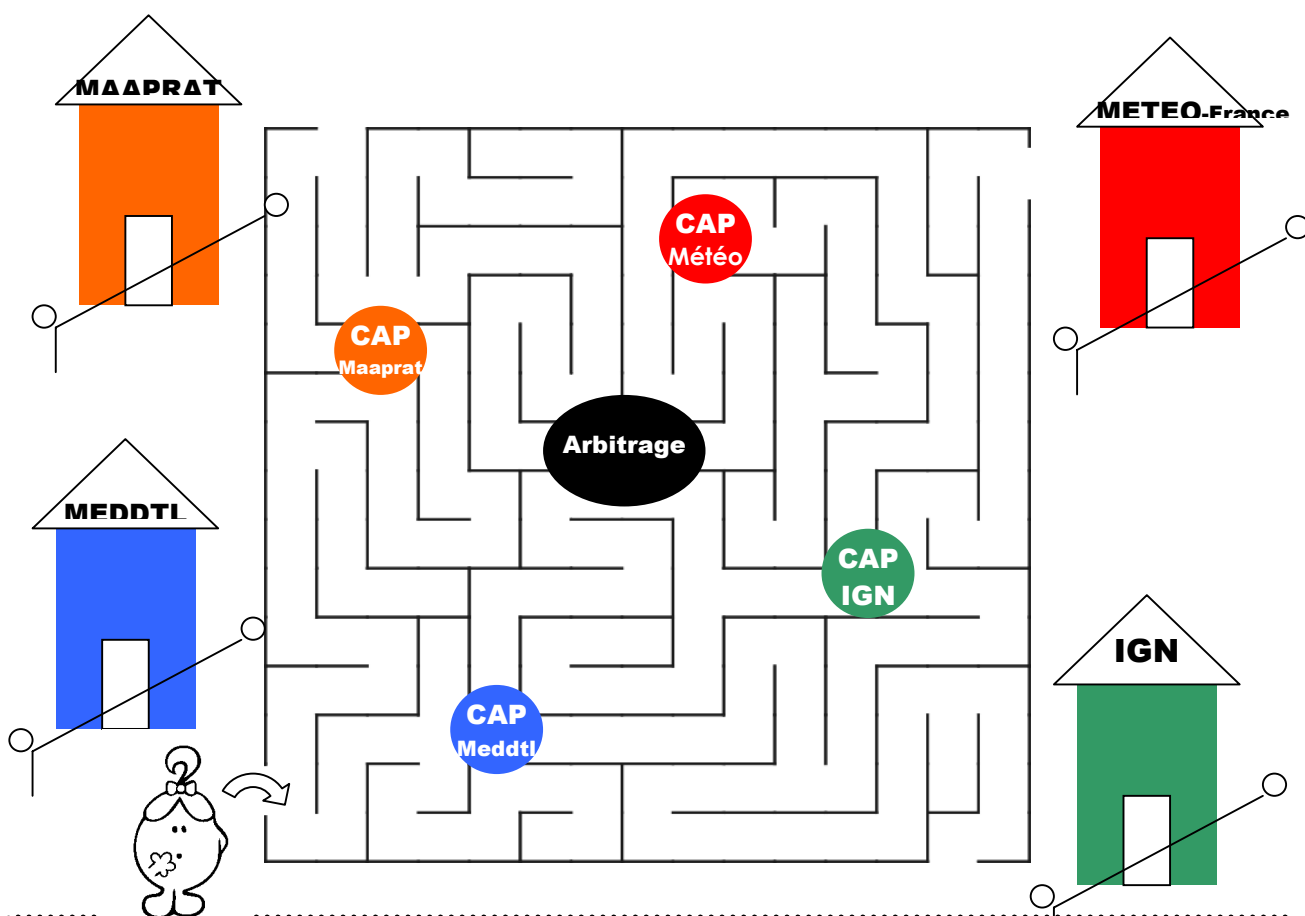 MAAPRAT
METEO-France
CAP
Météo
CAP
Maaprat
Arbitrage
MEDDTL
CAP
IGN
IGN
CAP
Meddtl